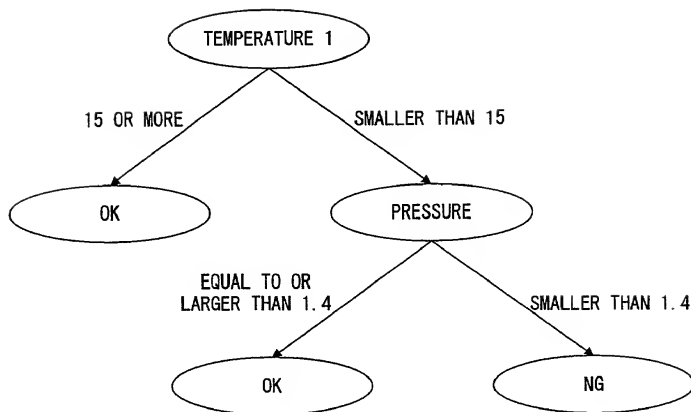 TEMPERATURE 1
15 OR MORE
SMALLER THAN 15
OK
PRESSURE
EQUAL TO OR
LARGER THAN 1.4
SMALLER THAN 1.4
OK
NG